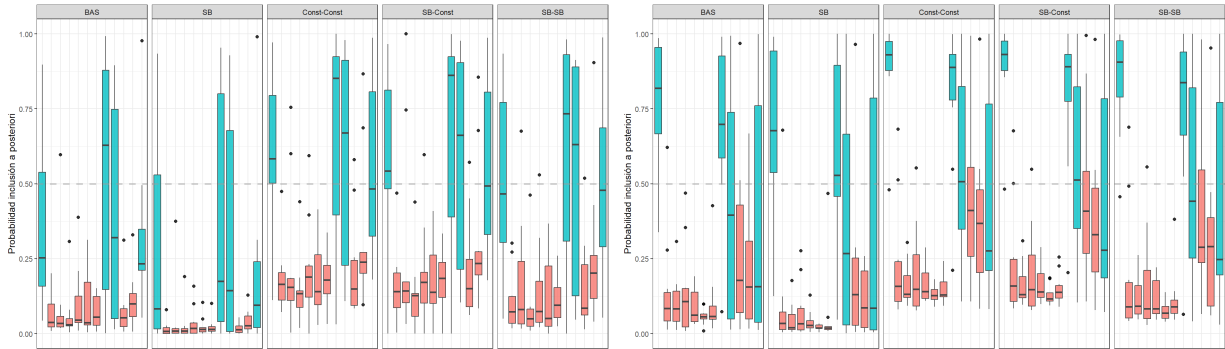 BAS SB Const-Const SB-Const SB-SB
Probabilidad inclusión a posteriori
1.00
0.75
0.50
0.25
0.00
BAS SB Const-Const SB-Const SB-SB
Probabilidad inclusión a posteriori
1.00
0.75
0.50
0.25
0.00